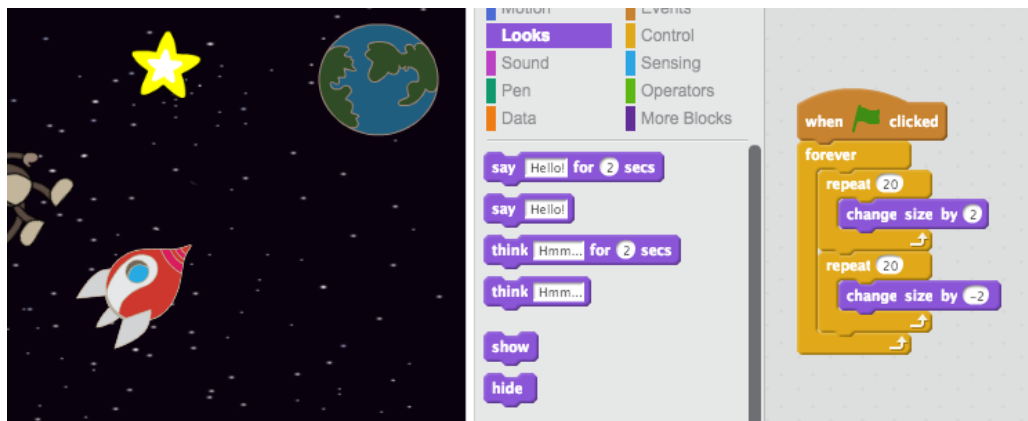 Motion Events
Looks Control
Sound Sensing
Pen Operators
Data More Blocks
say Hello! for 2 secs
say Hello!
think Hmm... for 2 secs
think Hmm...
show
hide
when clicked
forever
repeat 20
change size by 2
repeat 20
change size by -2